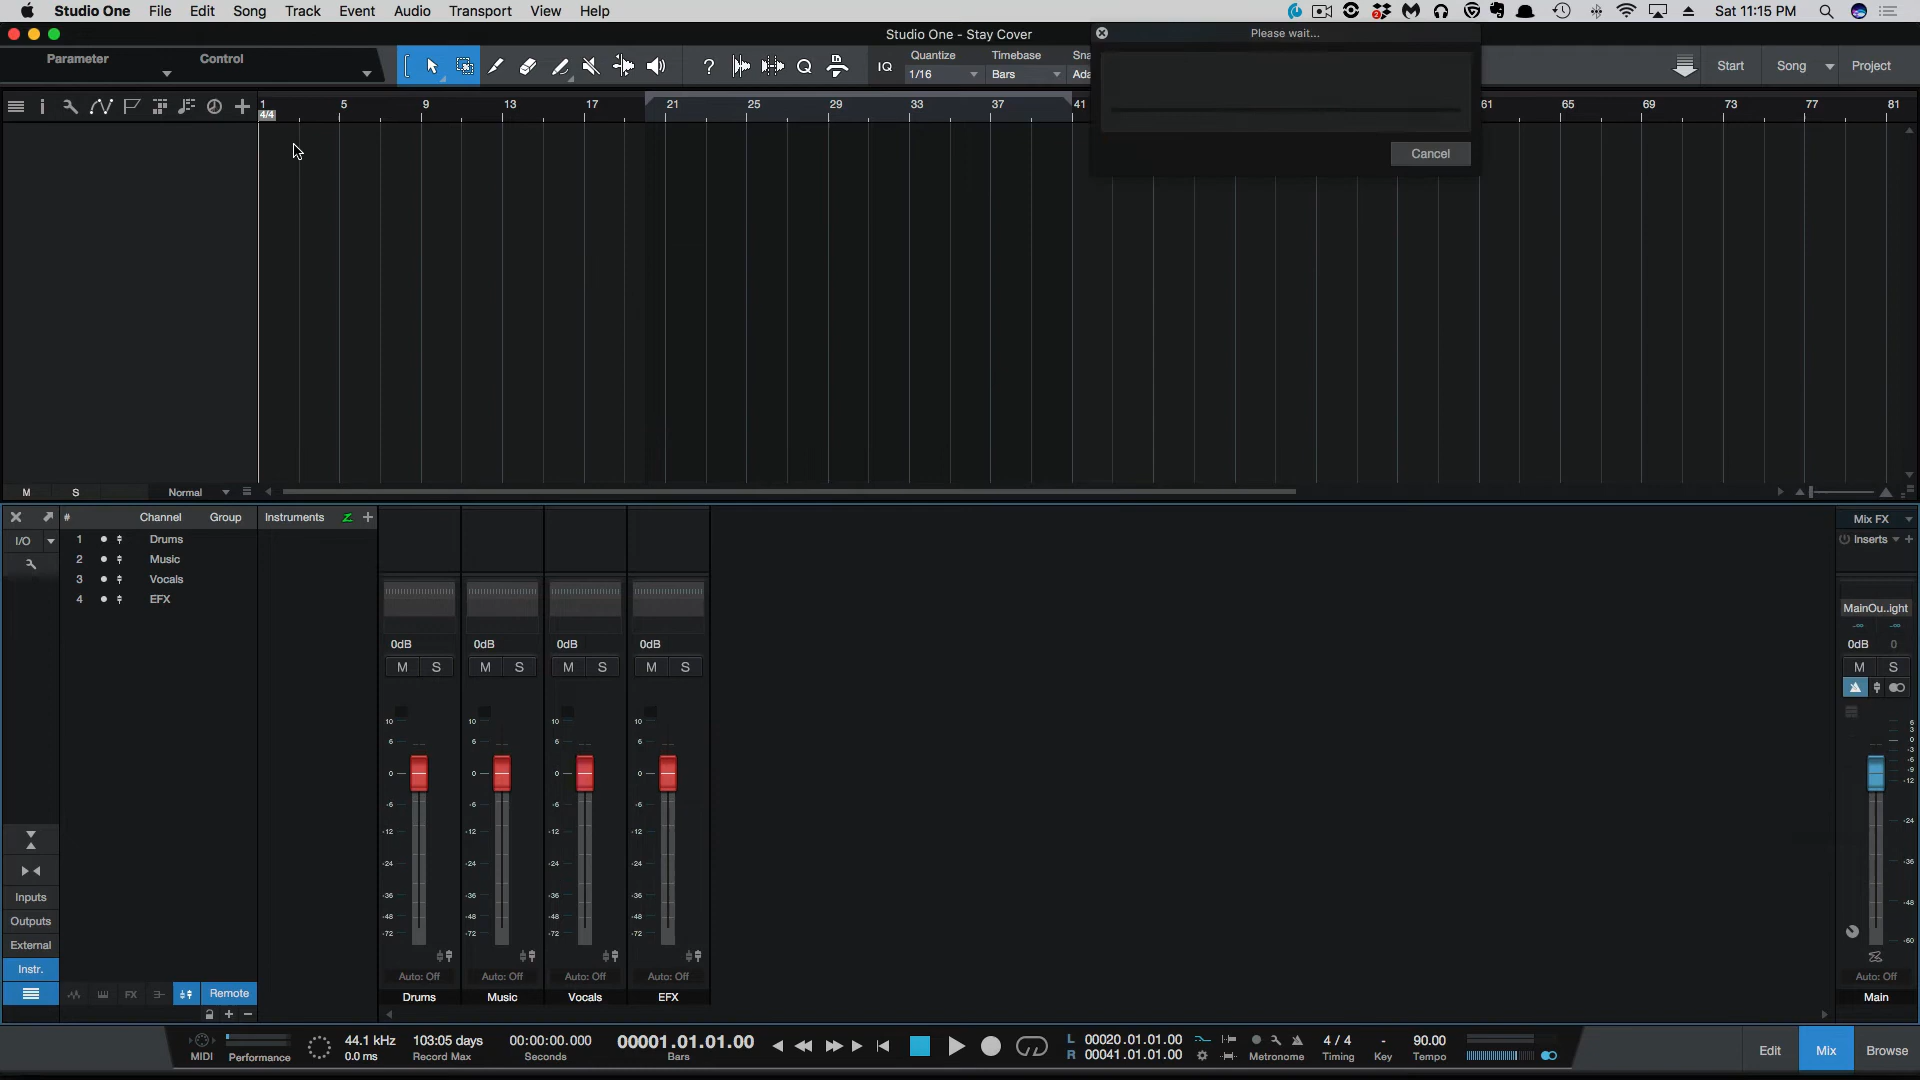 Studio One File Edit Song Track Event Audio Transport View Help
Sat 11:15 PM
Studio One - Stay Cover
Please wait...
Parameter
Control
IQ
Quantize
1/16
Timebase
Bars
Start
Song
Project
Cancel
1 5 9 13 17 21 25 29 33 37 41 61 65 69 73 77 81
4/4
M S Normal
# Channel Group
I/O
1 Drums
2 Music
3 Vocals
4 EFX
Instruments Z +
0dB 0dB 0dB 0dB
M S M S M S M S
10 10 10 10
6 6 6 6
0 0 0 0
-6 -6 -6 -6
-12 -12 -12 -12
-24 -24 -24 -24
-36 -36 -36 -36
-48 -48 -48 -48
-72 -72 -72 -72
Auto: Off Auto: Off Auto: Off Auto: Off
Drums Music Vocals EFX
Mix FX
Inserts
MainOu..ight
-∞ -∞
0dB 0
M S
6
3
0
-3
-6
-9
-12
-24
-36
-48
-60
Auto: Off
Main
Inputs
Outputs
External
Instr.
FX
Remote
MIDI
Performance
44.1 kHz
0.0 ms
103:05 days
Record Max
00:00:00.000
Seconds
00001.01.01.00
Bars
L 00020.01.01.00
R 00041.01.01.00
Metronome
4 / 4
Timing
-
Key
90.00
Tempo
Edit
Mix
Browse